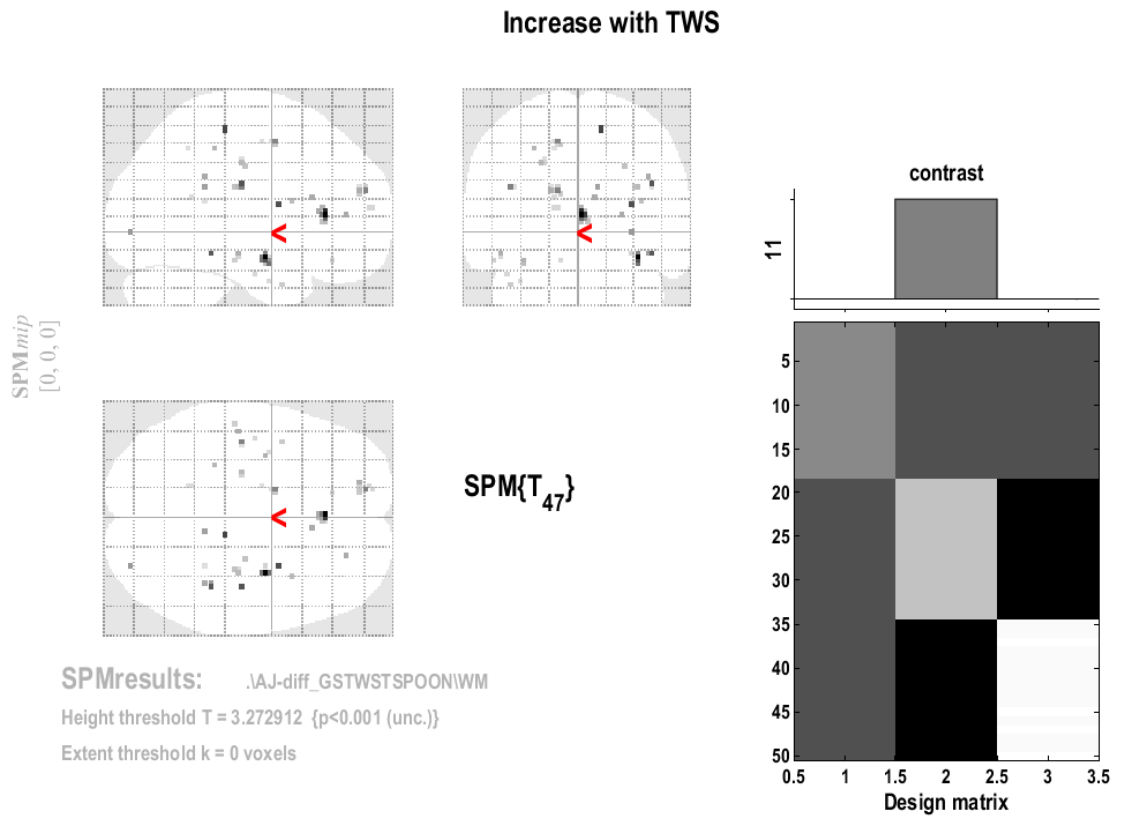 Increase with TWS
SPMmip
[0, 0, 0]
<
<
<
SPM{T47}
contrast
11
5
10
15
20
25
30
35
40
45
50
0.5 1 1.5 2 2.5 3 3.5
Design matrix
SPMresults: .\AJ-diff_GSTWSTSPOON\WM
Height threshold T = 3.272912 {p<0.001 (unc.)}
Extent threshold k = 0 voxels